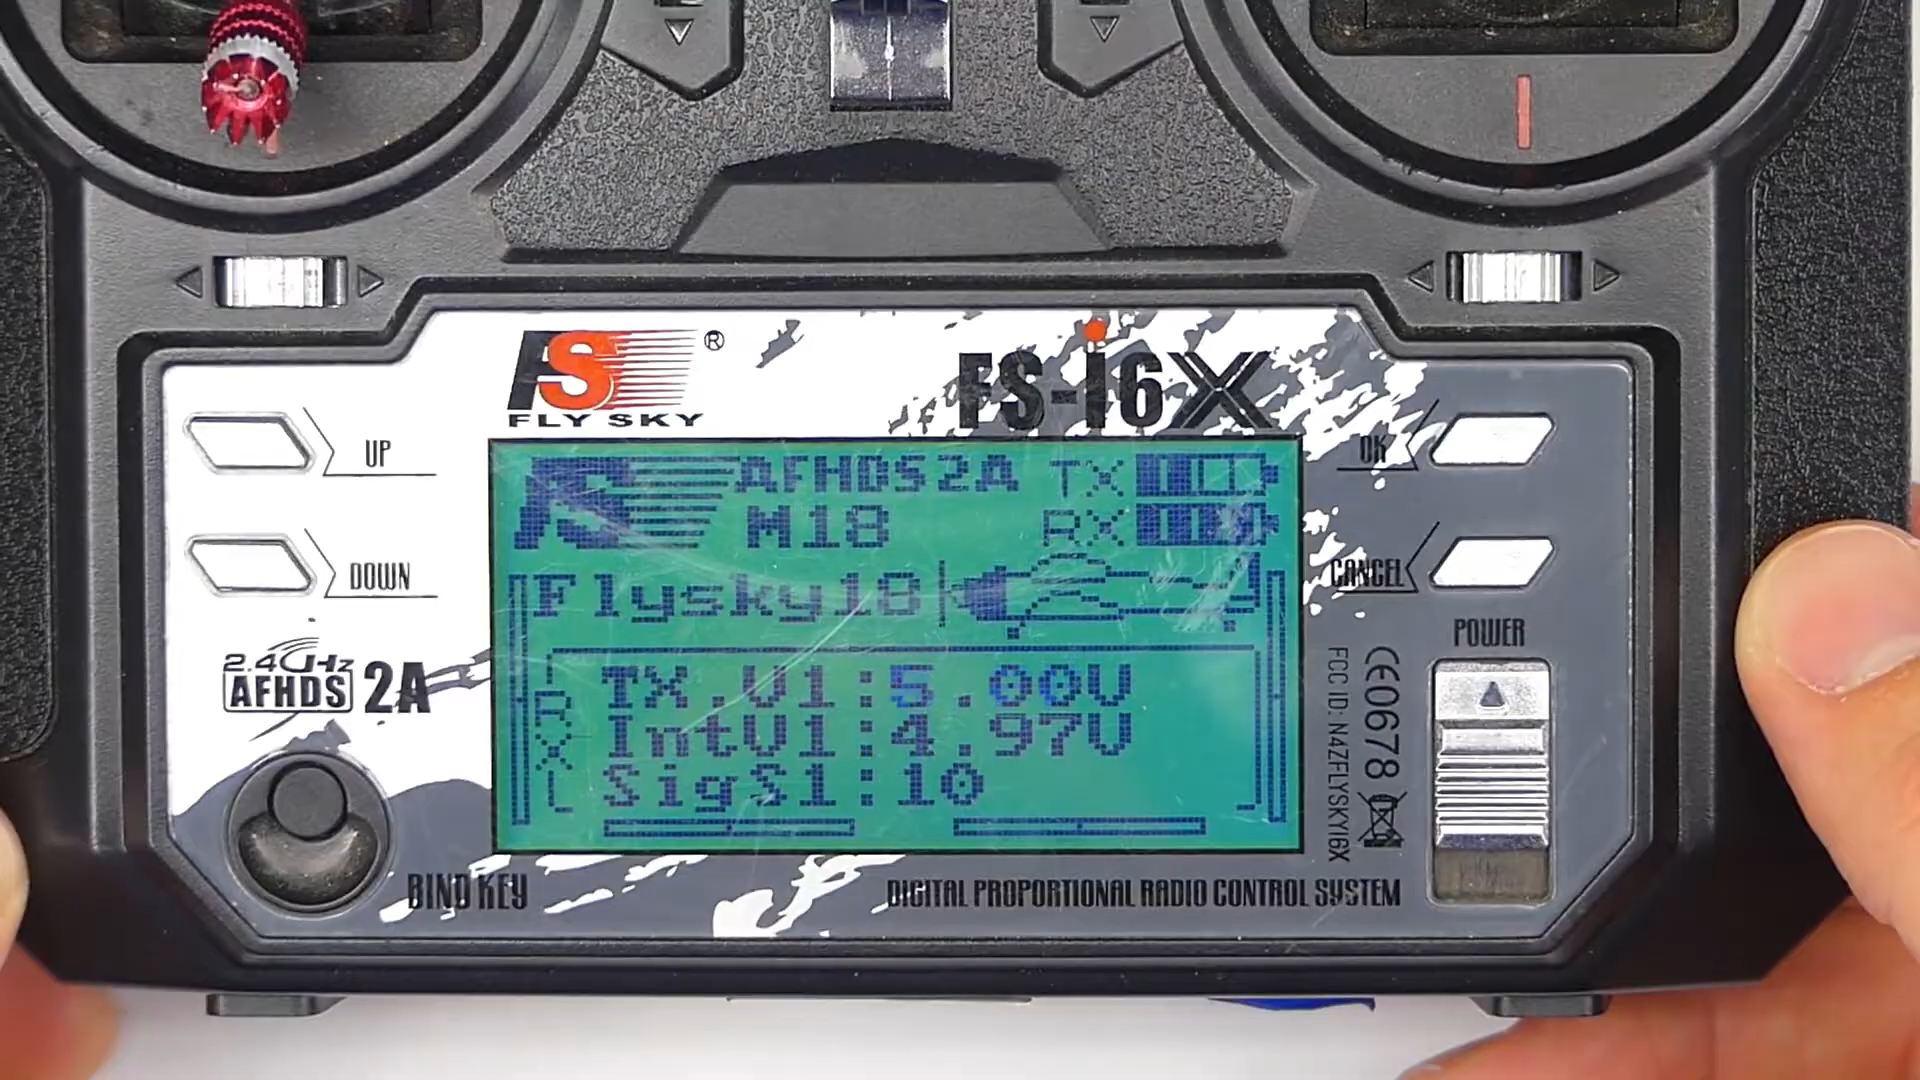 FS ®
FLY SKY
FS-i6X
UP
DOWN
OK
CANCEL
POWER
2.4GHz
AFHDS 2A
BIND KEY
FS AFHDS2A TX
M18 RX
Flysky18
TX.V1:5.00V
IntV1:4.97V
SigS1:10
RX
CE0678
FCC ID: N4ZFLYSKYI6X
DIGITAL PROPORTIONAL RADIO CONTROL SYSTEM